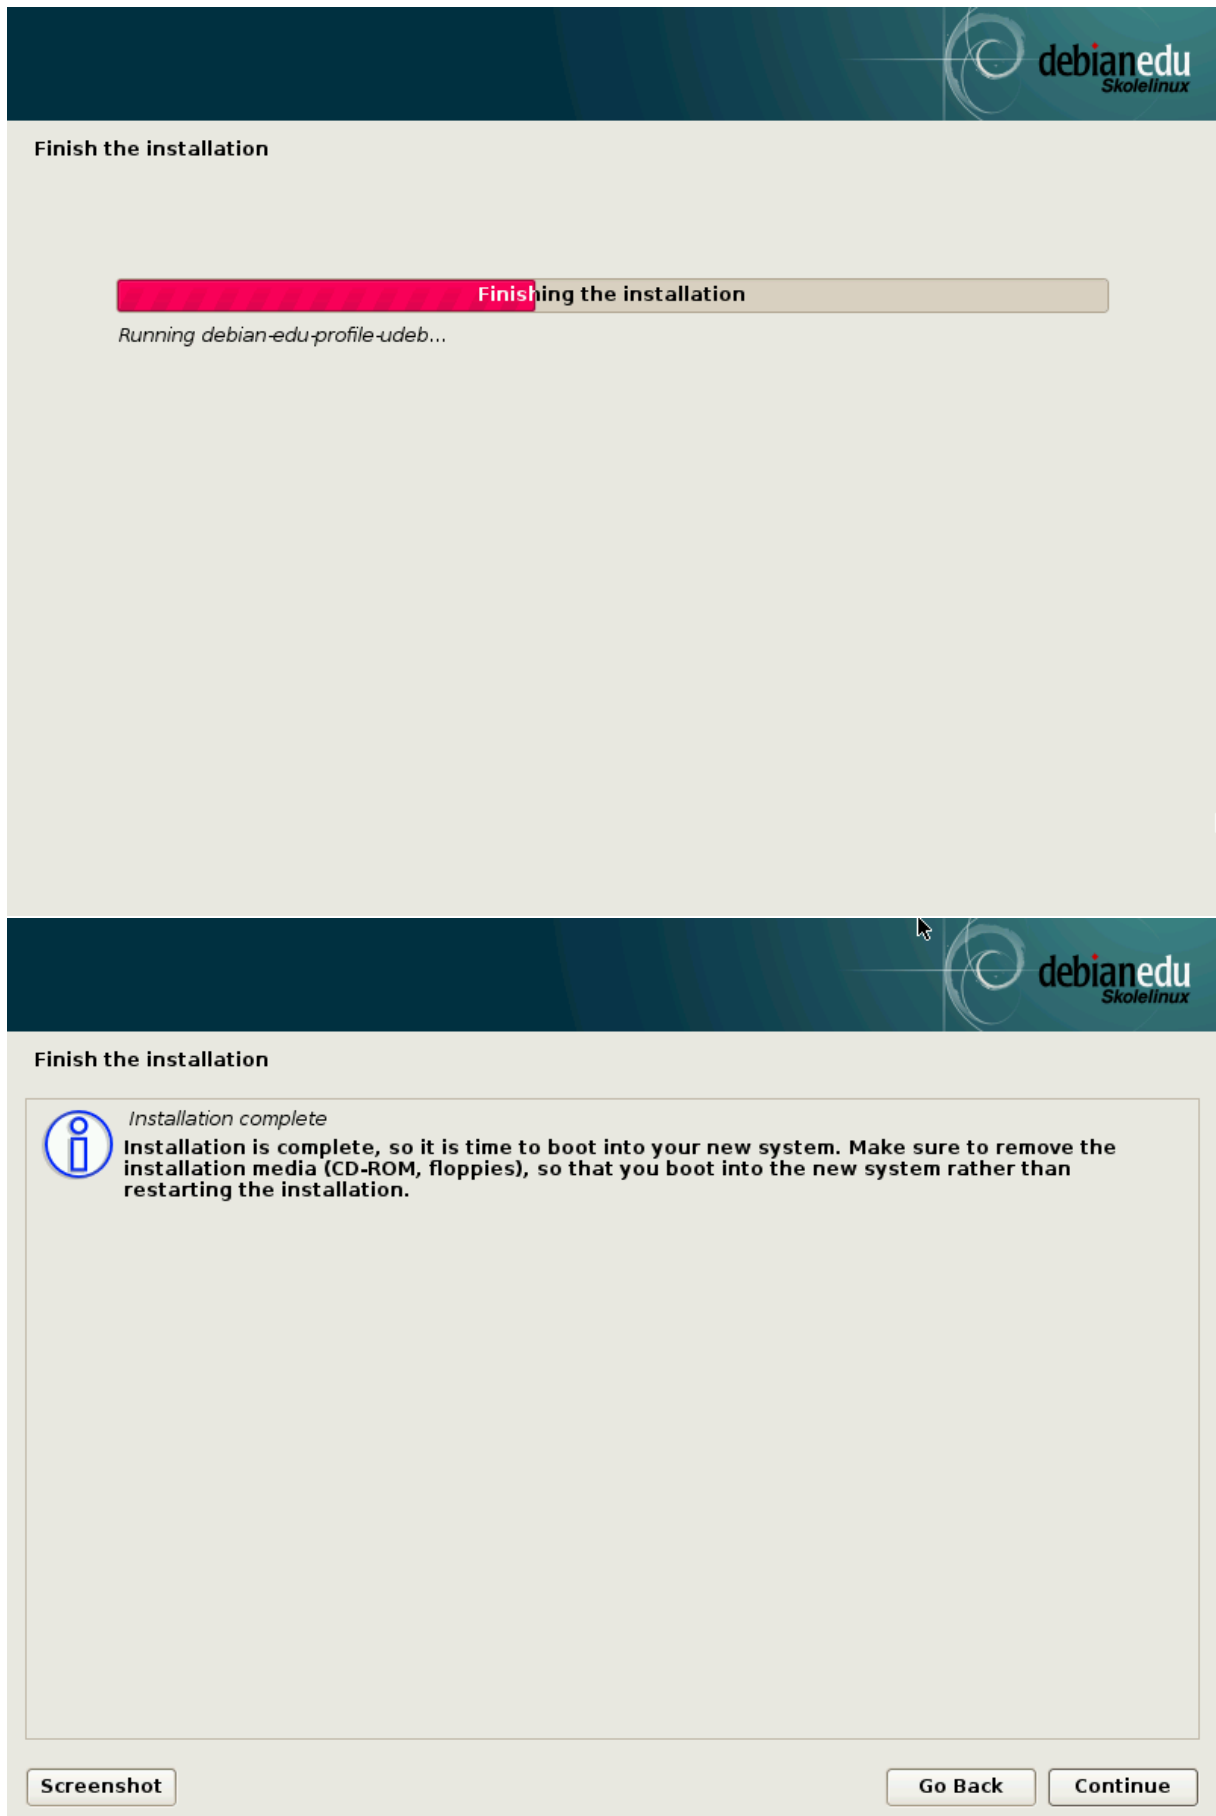 debianedu
Skolelinux
Finish the installation
Finishing the installation
Running debian-edu-profile-udeb...
debianedu
Skolelinux
Finish the installation
Installation complete
Installation is complete, so it is time to boot into your new system. Make sure to remove the
installation media (CD-ROM, floppies), so that you boot into the new system rather than
restarting the installation.
Screenshot
Go Back
Continue